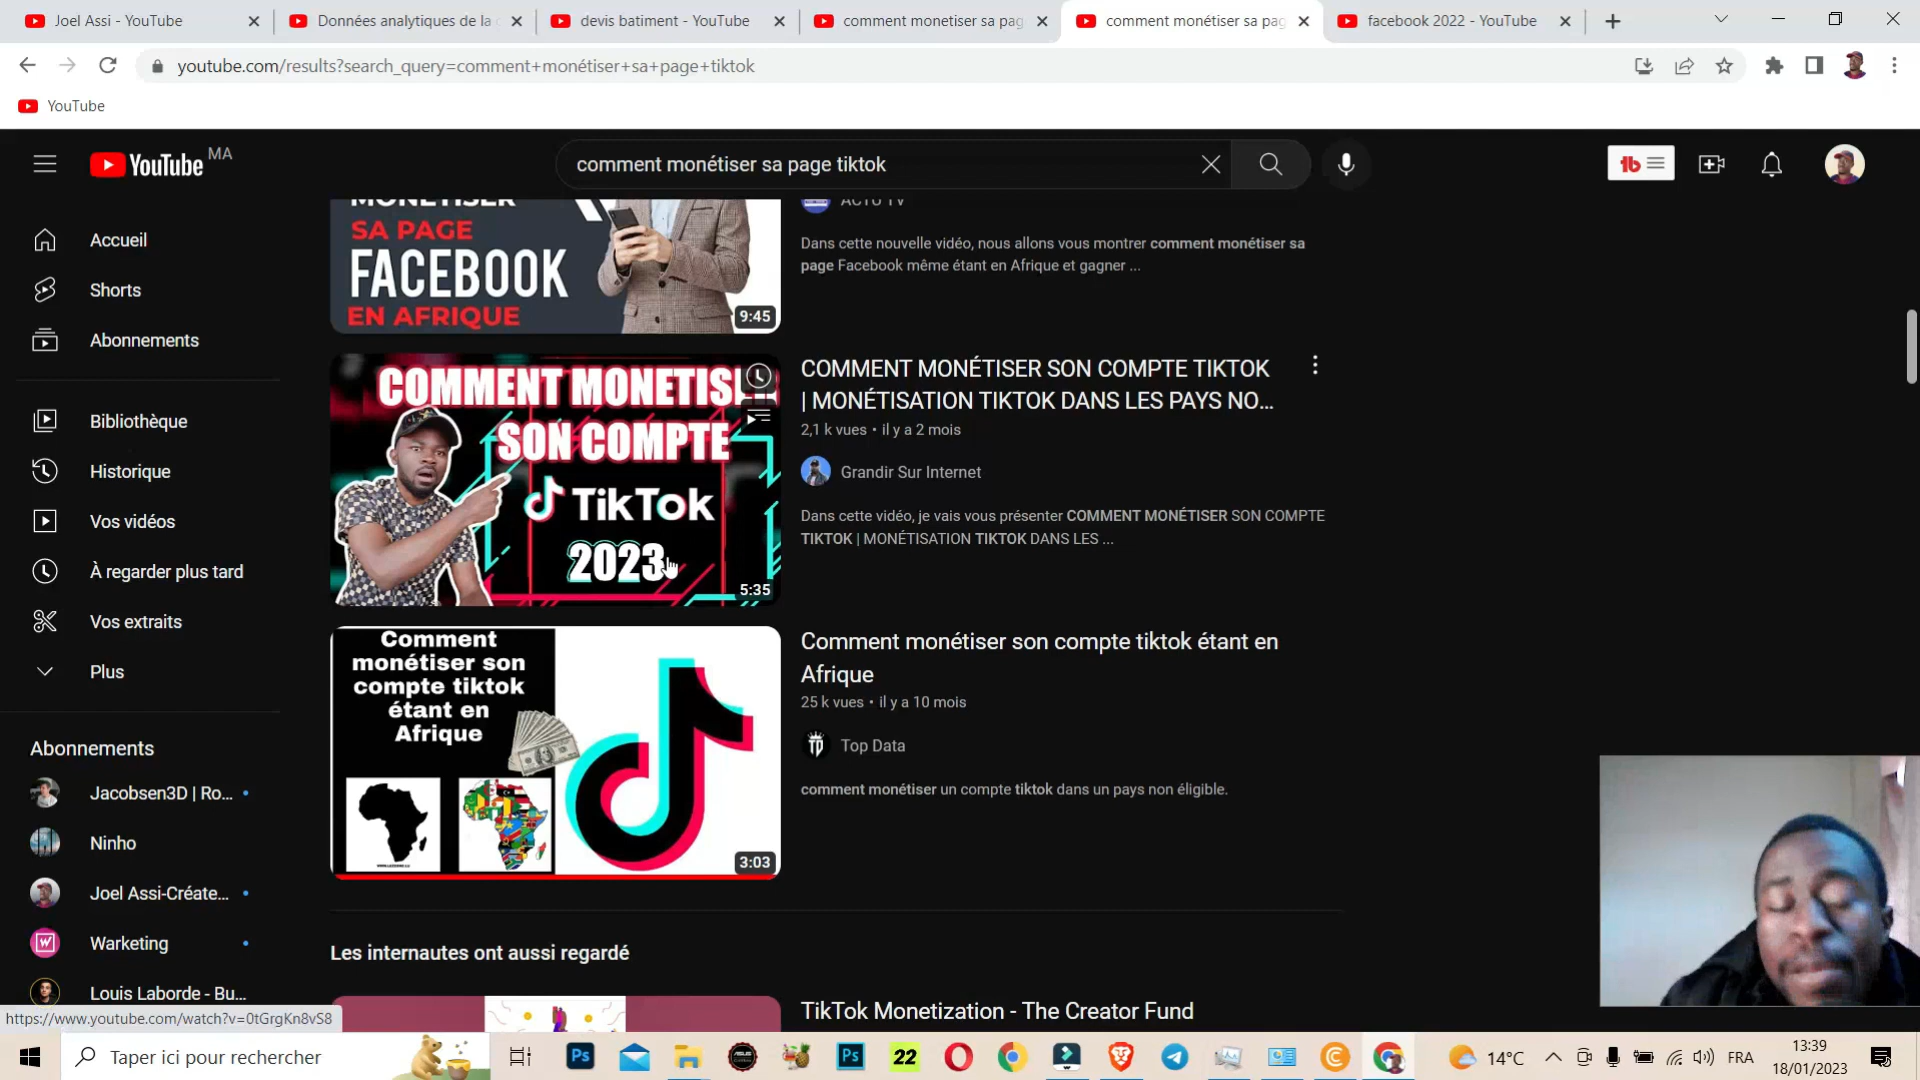 Joel Assi - YouTube
Données analytiques de la
devis batiment - YouTube
comment monetiser sa pag
comment monétiser sa pag
facebook 2022 - YouTube
youtube.com/results?search_query=comment+monétiser+sa+page+tiktok
YouTube
YouTube MA
comment monétiser sa page tiktok
tb
Accueil
Shorts
Abonnements
Bibliothèque
Historique
Vos vidéos
À regarder plus tard
Vos extraits
Plus
Abonnements
Jacobsen3D | Ro...
Ninho
Joel Assi-Créate...
Warketing
Louis Laborde - Bu...
MONETISER
SA PAGE
FACEBOOK
EN AFRIQUE
9:45
ACTU TV
Dans cette nouvelle vidéo, nous allons vous montrer comment monétiser sa
page Facebook même étant en Afrique et gagner ...
COMMENT MONETIS
SON COMPTE
TikTok
2023
5:35
COMMENT MONÉTISER SON COMPTE TIKTOK
| MONÉTISATION TIKTOK DANS LES PAYS NO...
2,1 k vues • il y a 2 mois
Grandir Sur Internet
Dans cette vidéo, je vais vous présenter COMMENT MONÉTISER SON COMPTE
TIKTOK | MONÉTISATION TIKTOK DANS LES ...
Comment
monétiser son
compte tiktok
étant en
Afrique
3:03
Comment monétiser son compte tiktok étant en
Afrique
25 k vues • il y a 10 mois
Top Data
comment monétiser un compte tiktok dans un pays non éligible.
Les internautes ont aussi regardé
TikTok Monetization - The Creator Fund
https://www.youtube.com/watch?v=0tGrgKn8vS8
Taper ici pour rechercher
Ps
Ps
22
14°C
FRA
13:39
18/01/2023